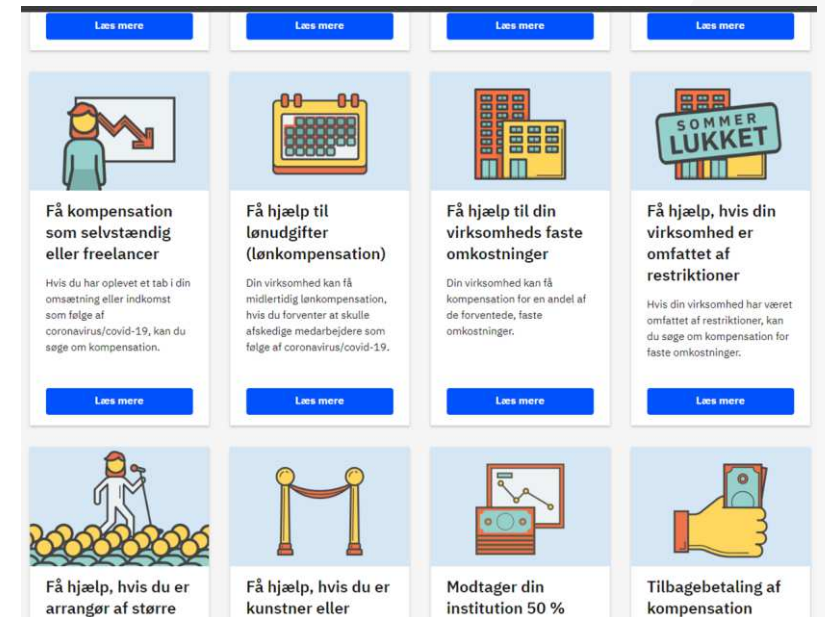 Læs mere
Læs mere
Læs mere
Læs mere
SOMMER
LUKKET
Få kompensation
som selvstændig
eller freelancer
Hvis du har oplevet et tab i din
omsætning eller indkomst
som følge af
coronavirus/covid-19, kan du
søge om kompensation.
Læs mere
Få hjælp til
lønudgifter
(lønkompensation)
Din virksomhed kan få
midlertidig lønkompensation,
hvis du forventer at skulle
afskedige medarbejdere som
følge af coronavirus/covid-19.
Læs mere
Få hjælp til din
virksomheds faste
omkostninger
Din virksomhed kan få
kompensation for en andel af
de forventede, faste
omkostninger.
Læs mere
Få hjælp, hvis din
virksomhed er
omfattet af
restriktioner
Hvis din virksomhed har været
omfattet af restriktioner, kan
du søge om kompensation for
faste omkostninger.
Læs mere
Få hjælp, hvis du er
arrangør af større
Få hjælp, hvis du er
kunstner eller
Modtager din
institution 50 %
Tilbagebetaling af
kompensation